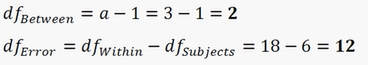 df_Between = a − 1 = 3 − 1 = 2
df_Error = df_Within − df_Subjects = 18 − 6 = 12